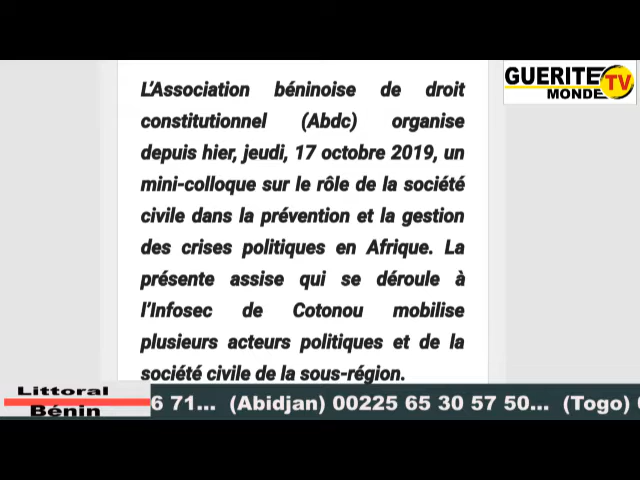 GUERITE TV
MONDE
L'Association béninoise de droit
constitutionnel (Abdc) organise
depuis hier, jeudi, 17 octobre 2019, un
mini-colloque sur le rôle de la société
civile dans la prévention et la gestion
des crises politiques en Afrique. La
présente assise qui se déroule à
l'Infosec de Cotonou mobilise
plusieurs acteurs politiques et de la
société civile de la sous-région.
Littoral
Bénin
6 71... (Abidjan) 00225 65 30 57 50... (Togo)